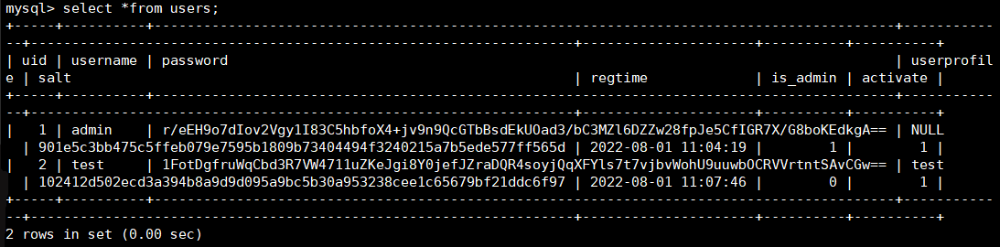 mysql> select *from users;
+-----+----------+----------------------------------------------------------------------------------------+-----------
--+------------------------------------------------------------------+---------------------+----------+----------+
| uid | username | password                                                                                 | userprofil
e | salt                                                             | regtime             | is_admin | activate |
+-----+----------+----------------------------------------------------------------------------------------+-----------
--+------------------------------------------------------------------+---------------------+----------+----------+
|   1 | admin    | r/eEH9o7dIov2Vgy1I83C5hbfoX4+jv9n9QcGTbBsdEkUOad3/bC3MZl6DZZw28fpJe5CfIGR7X/G8boKEdkgA== | NULL
  | 901e5c3bb475c5ffeb079e7595b1809b73404494f3240215a7b5ede577ff565d | 2022-08-01 11:04:19 |        1 |        1 |
|   2 | test     | 1FotDgfruWqCbd3R7VW4711uZKeJgi8Y0jefJZraDQR4soyjQqXFYls7t7vjbvWohU9uuwbOCRVVrtntSAvCGw== | test
  | 102412d502ecd3a394b8a9d9d095a9bc5b30a953238cee1c65679bf21ddc6f97 | 2022-08-01 11:07:46 |        0 |        1 |
+-----+----------+----------------------------------------------------------------------------------------+-----------
--+------------------------------------------------------------------+---------------------+----------+----------+
2 rows in set (0.00 sec)